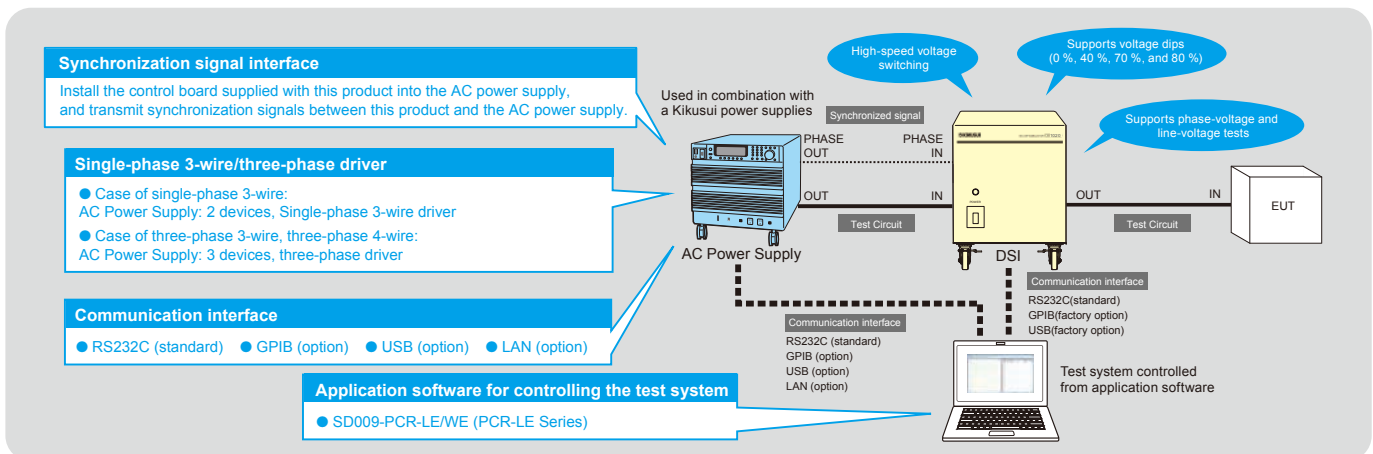 Synchronization signal interface
Install the control board supplied with this product into the AC power supply,
and transmit synchronization signals between this product and the AC power supply.
Single-phase 3-wire/three-phase driver
● Case of single-phase 3-wire:
AC Power Supply: 2 devices, Single-phase 3-wire driver
● Case of three-phase 3-wire, three-phase 4-wire:
AC Power Supply: 3 devices, three-phase driver
Communication interface
● RS232C (standard) ● GPIB (option) ● USB (option) ● LAN (option)
Application software for controlling the test system
● SD009-PCR-LE/WE (PCR-LE Series)
Used in combination with
a Kikusui power supplies
High-speed voltage
switching
Supports voltage dips
(0 %, 40 %, 70 %, and 80 %)
Supports phase-voltage and
line-voltage tests
Synchronized signal
PHASE
OUT
PHASE
IN
OUT
IN
Test Circuit
AC Power Supply
POWER
DSI
OUT
IN
Test Circuit
EUT
Communication interface
RS232C(standard)
GPIB(factory option)
USB(factory option)
Communication interface
RS232C (standard)
GPIB (option)
USB (option)
LAN (option)
Test system controlled
from application software